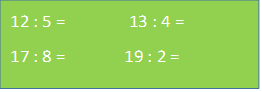 12 : 5 = 13 : 4 =
17 : 8 = 19 : 2 =